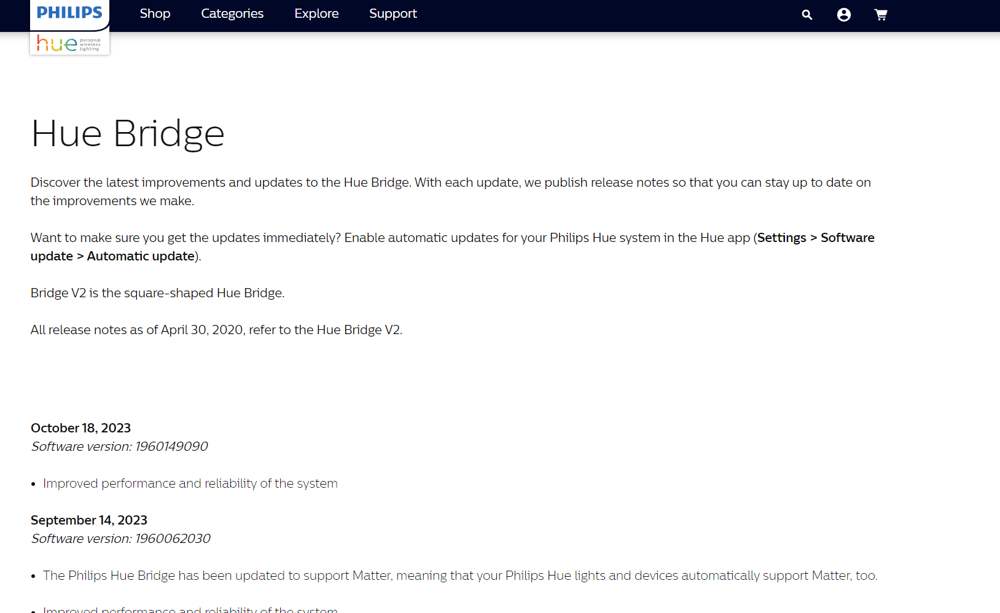 PHILIPS
Shop
Categories
Explore
Support
hue personal wireless lighting
Hue Bridge
Discover the latest improvements and updates to the Hue Bridge. With each update, we publish release notes so that you can stay up to date on
the improvements we make.
Want to make sure you get the updates immediately? Enable automatic updates for your Philips Hue system in the Hue app (Settings > Software
update > Automatic update).
Bridge V2 is the square-shaped Hue Bridge.
All release notes as of April 30, 2020, refer to the Hue Bridge V2.
October 18, 2023
Software version: 1960149090
• Improved performance and reliability of the system
September 14, 2023
Software version: 1960062030
• The Philips Hue Bridge has been updated to support Matter, meaning that your Philips Hue lights and devices automatically support Matter, too.
• Improved performance and reliability of the system